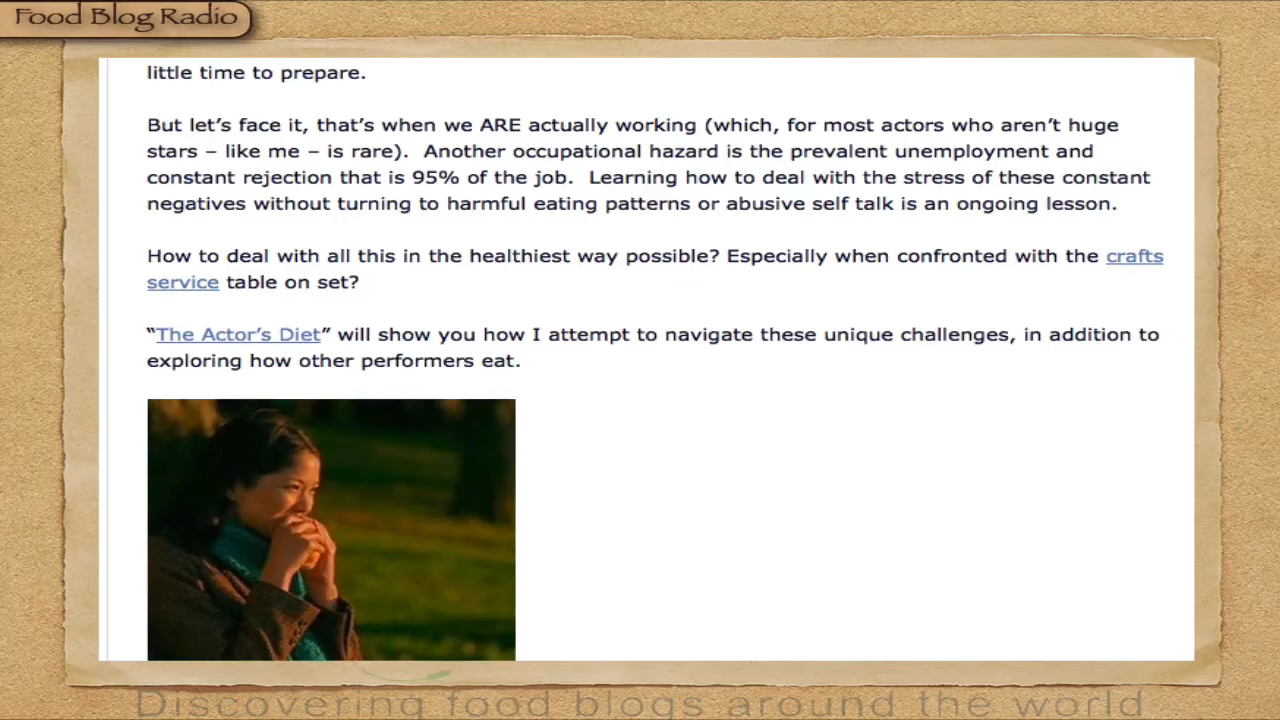 Food Blog Radio
little time to prepare.
But let’s face it, that’s when we ARE actually working (which, for most actors who aren’t huge
stars – like me – is rare).  Another occupational hazard is the prevalent unemployment and
constant rejection that is 95% of the job.  Learning how to deal with the stress of these constant
negatives without turning to harmful eating patterns or abusive self talk is an ongoing lesson.
How to deal with all this in the healthiest way possible? Especially when confronted with the crafts
service table on set?
“The Actor’s Diet” will show you how I attempt to navigate these unique challenges, in addition to
exploring how other performers eat.
Discovering food blogs around the world